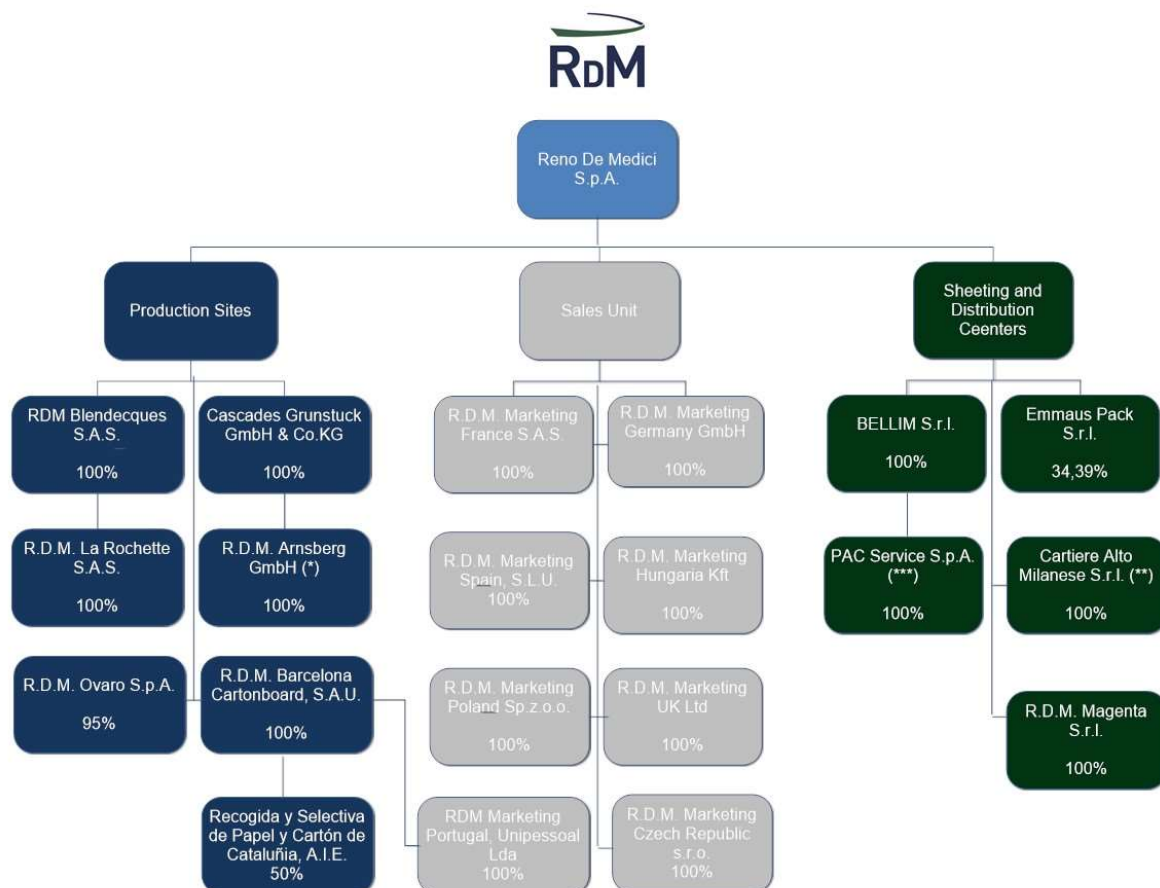 RDM
Reno De Medici
S.p.A.
Production Sites
Sales Unit
Sheeting and
Distribution
Ceenters
RDM Blendecques
S.A.S.
100%
Cascades Grunstuck
GmbH & Co.KG
100%
R.D.M. Marketing
France S.A.S.
100%
R.D.M. Marketing
Germany GmbH
100%
BELLIM S.r.l.
100%
Emmaus Pack
S.r.l.
34,39%
R.D.M. La Rochette
S.A.S.
100%
R.D.M. Arnsberg
GmbH (*)
100%
R.D.M. Marketing
Spain, S.L.U.
100%
R.D.M. Marketing
Hungaria Kft
100%
PAC Service S.p.A.
(***)
100%
Cartiere Alto
Milanese S.r.l. (**)
100%
R.D.M. Ovaro S.p.A.
95%
R.D.M. Barcelona
Cartonboard, S.A.U.
100%
R.D.M. Marketing
Poland Sp.z.o.o.
100%
R.D.M. Marketing
UK Ltd
100%
R.D.M. Magenta
S.r.l.
100%
Recogida y Selectiva
de Papel y Cartón de
Cataluñia, A.I.E.
50%
RDM Marketing
Portugal, Unipessoal
Lda
100%
R.D.M. Marketing
Czech Republic
s.r.o.
100%